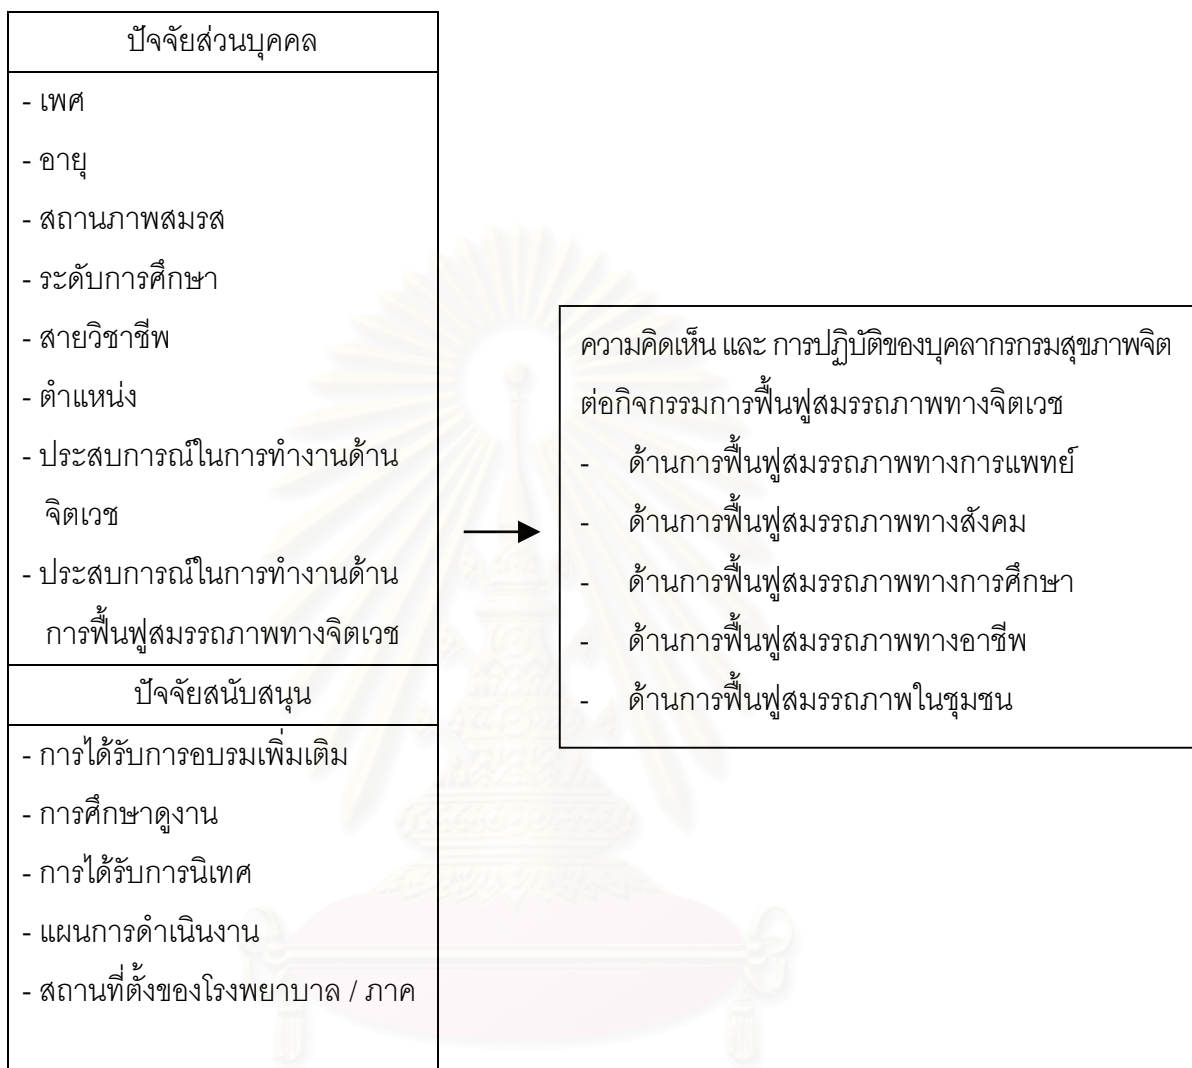 ปัจจัยส่วนบุคคล
- เพศ
- อายุ
- สถานภาพสมรส
- ระดับการศึกษา
- สายวิชาชีพ
- ตำแหน่ง
- ประสบการณ์ในการทำงานด้าน
จิตเวช
- ประสบการณ์ในการทำงานด้าน
การฟื้นฟูสมรรถภาพทางจิตเวช
ปัจจัยสนับสนุน
- การได้รับการอบรมเพิ่มเติม
- การศึกษาดูงาน
- การได้รับการนิเทศ
- แผนการดำเนินงาน
- สถานที่ตั้งของโรงพยาบาล / ภาค
ความคิดเห็น และ การปฏิบัติของบุคลากรกรมสุขภาพจิต
ต่อกิจกรรมการฟื้นฟูสมรรถภาพทางจิตเวช
- ด้านการฟื้นฟูสมรรถภาพทางการแพทย์
- ด้านการฟื้นฟูสมรรถภาพทางสังคม
- ด้านการฟื้นฟูสมรรถภาพทางการศึกษา
- ด้านการฟื้นฟูสมรรถภาพทางอาชีพ
- ด้านการฟื้นฟูสมรรถภาพในชุมชน